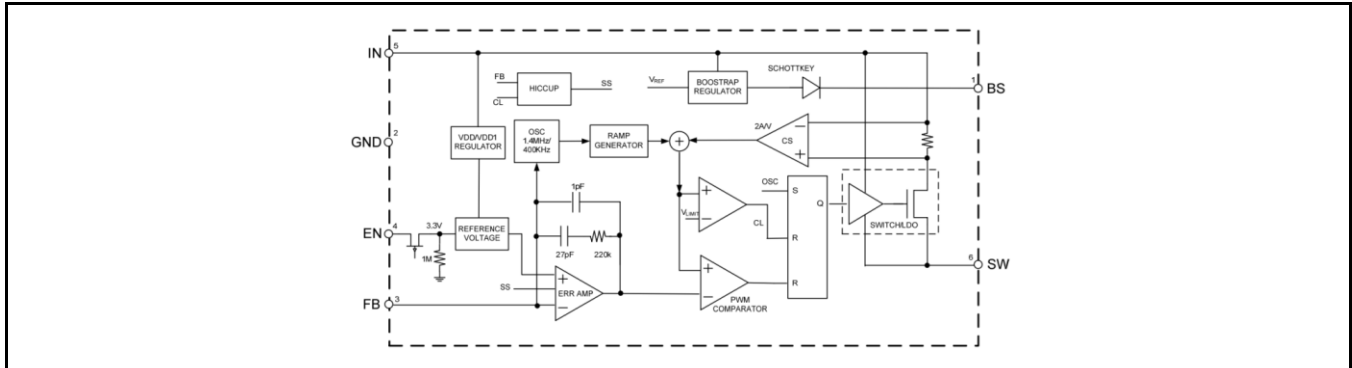 IN
5
SCHOTTKEY
FB
CL
HICCUP
SS
VREF
BOOSTRAP
REGULATOR
1
BS
GND
2
VDD/VDD1
REGULATOR
OSC
1.4MHz/
400KHz
RAMP
GENERATOR
+
2A/V
CS
−
+
1pF
VLIMIT
+
−
CL
OSC
S
Q
R
R
SWITCH/LDO
EN
4
3.3V
1M
REFERENCE
VOLTAGE
27pF
220k
6
SW
SS
+
ERR AMP
−
+
−
PWM
COMPARATOR
FB
3